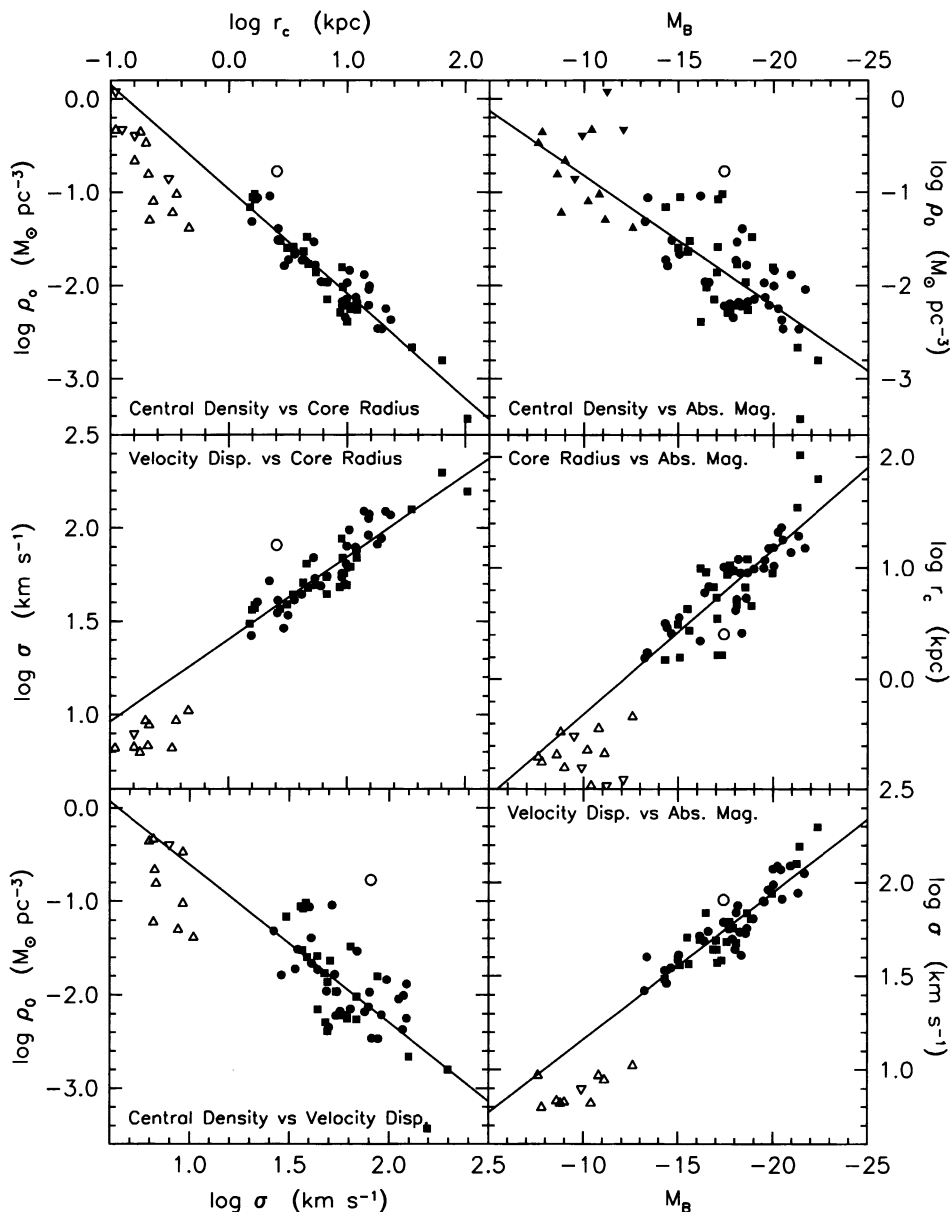 log r_c (kpc)
M_B
-1.0 0.0 1.0 2.0
-10 -15 -20 -25
0.0
-1.0
-2.0
-3.0
log ρ_o (M⊙ pc⁻³)
Central Density vs Core Radius
Central Density vs Abs. Mag.
0
-1
-2
-3
log ρ_0 (M⊙ pc⁻³)
2.5
2.0
1.5
1.0
log σ (km s⁻¹)
Velocity Disp. vs Core Radius
Core Radius vs Abs. Mag.
2.0
1.0
0.0
log r_c (kpc)
0.0
-1.0
-2.0
-3.0
log ρ_0 (M⊙ pc⁻³)
Central Density vs Velocity Disp.
Velocity Disp. vs Abs. Mag.
2.5
2.0
1.5
1.0
log σ (km s⁻¹)
1.0 1.5 2.0 2.5
-10 -15 -20 -25
log σ (km s⁻¹)
M_B